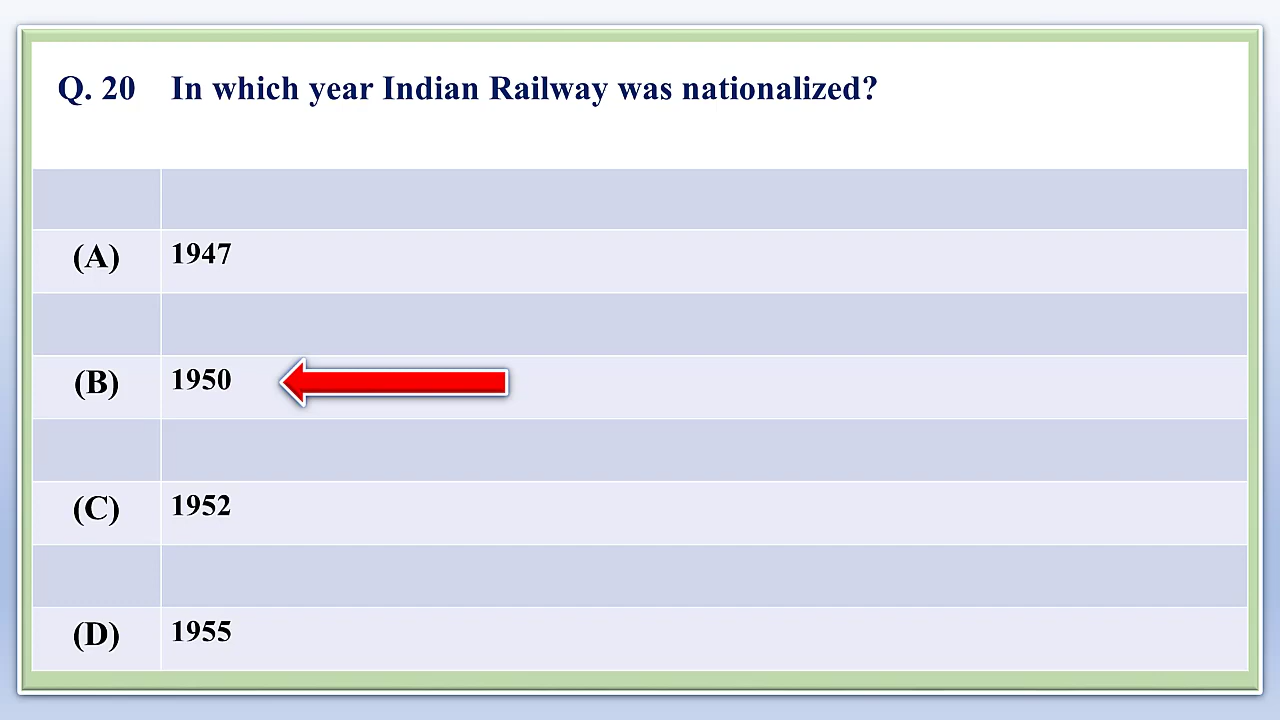 Q. 20 In which year Indian Railway was nationalized?
(A) 1947
(B) 1950
(C) 1952
(D) 1955